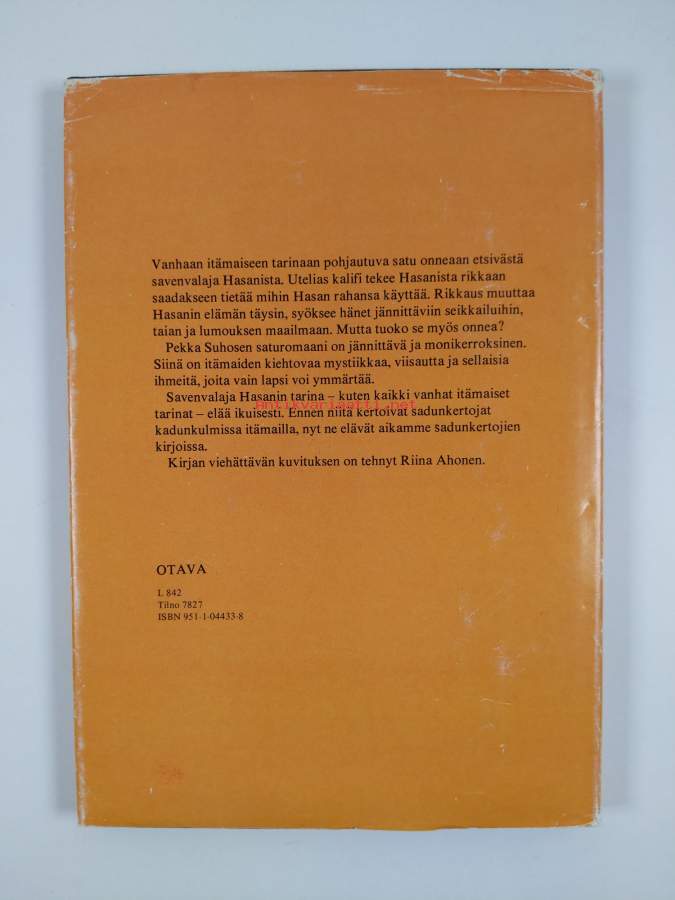 Vanhaan itämaiseen tarinaan pohjautuva satu onneaan etsivästä
savenvalaja Hasanista. Utelias kalifi tekee Hasanista rikkaan
saadakseen tietää mihin Hasan rahansa käyttää. Rikkaus muuttaa
Hasanin elämän täysin, syöksee hänet jännittäviin seikkailuihin,
taian ja lumouksen maailmaan. Mutta tuoko se myös onnea?
Pekka Suhosen saturomaani on jännittävä ja monikerroksinen.
Siinä on itämaiden kiehtovaa mystiikkaa, viisautta ja sellaisia
ihmeitä, joita vain lapsi voi ymmärtää.
Savenvalaja Hasanin tarina – kuten kaikki vanhat itämaiset
tarinat – elää ikuisesti. Ennen niitä kertoivat sadunkertojat
Antikvariaatti.net
kadunkulmissa itämailla, nyt ne elävät aikamme sadunkertojien
kirjoissa.
Kirjan viehättävän kuvituksen on tehnyt Riina Ahonen.
OTAVA
L 842
Tilno 7827
ISBN 951-1-04433-8